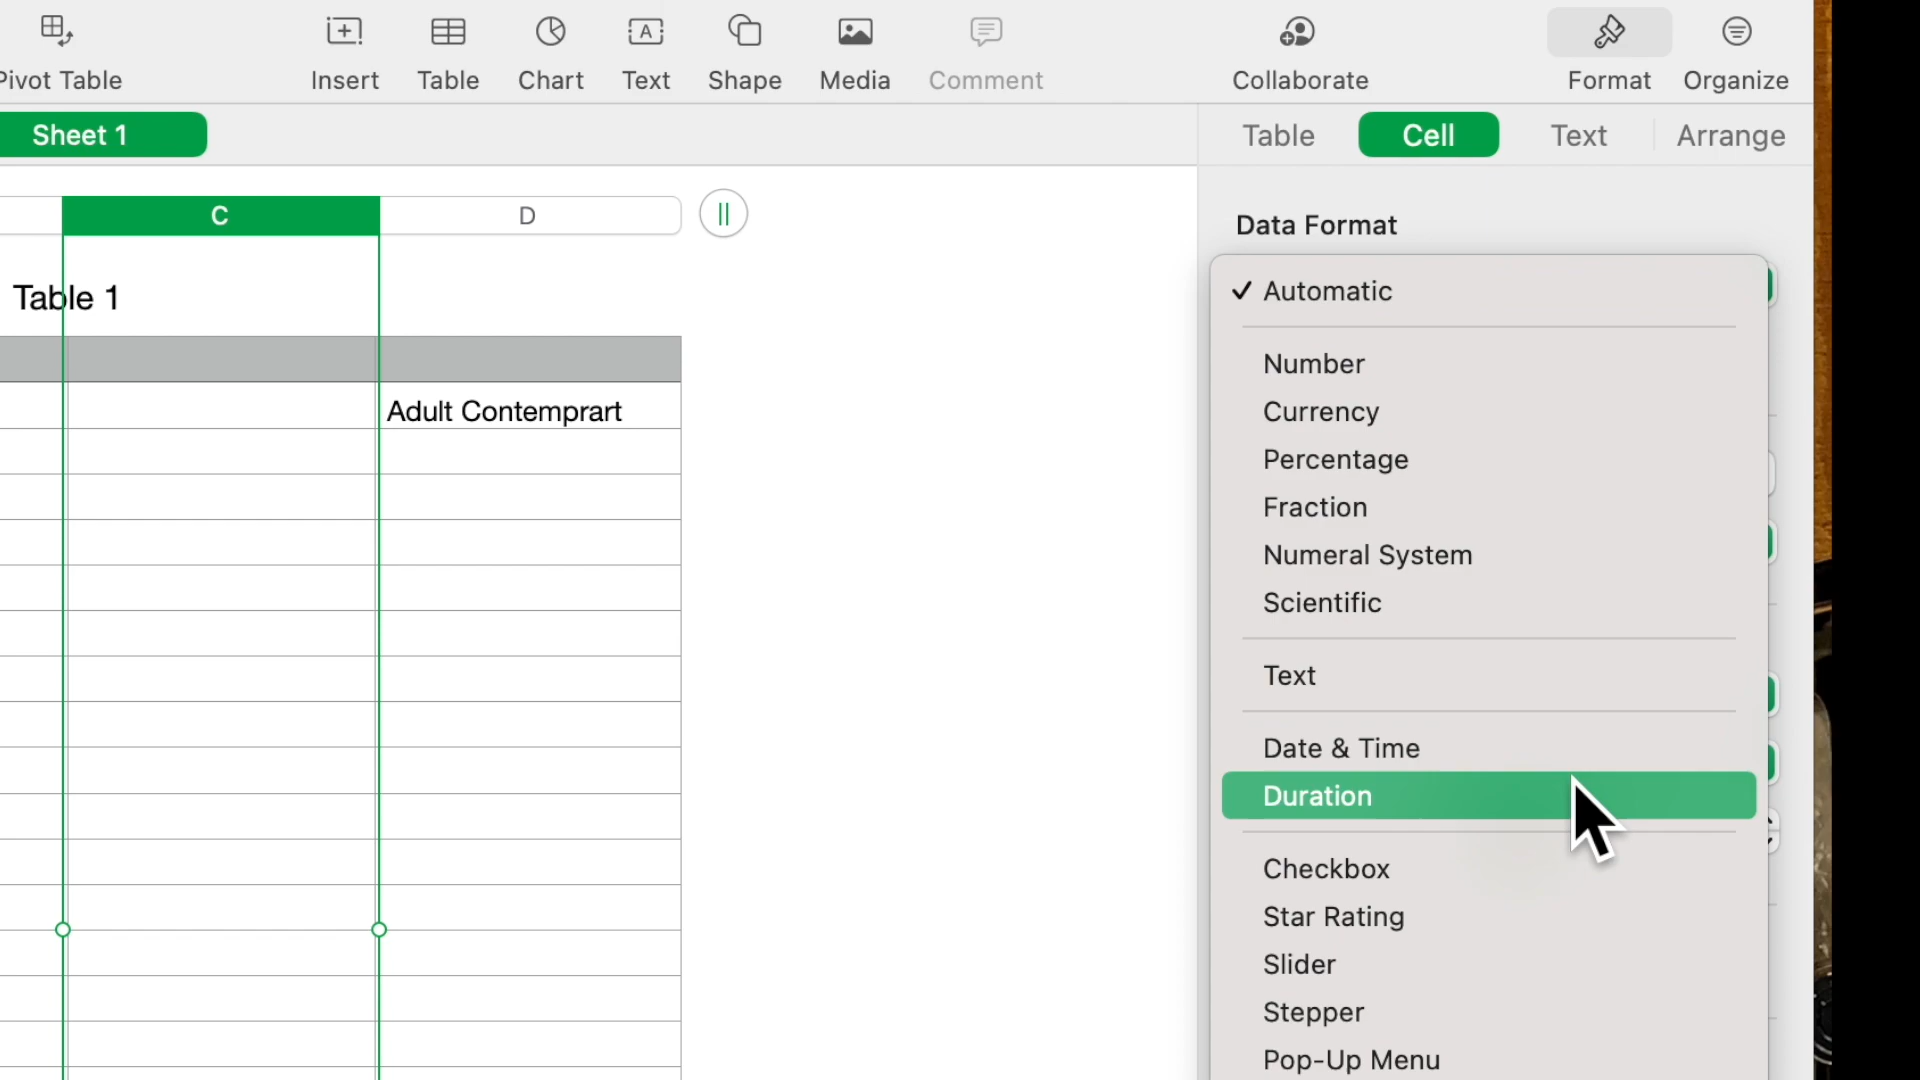 Pivot Table
Insert
Table
Chart
Text
Shape
Media
Comment
Collaborate
Format
Organize
Sheet 1
Table
Cell
Text
Arrange
C
D
Data Format
Table 1
Adult Contemprart
✓ Automatic
Number
Currency
Percentage
Fraction
Numeral System
Scientific
Text
Date & Time
Duration
Checkbox
Star Rating
Slider
Stepper
Pop-Up Menu